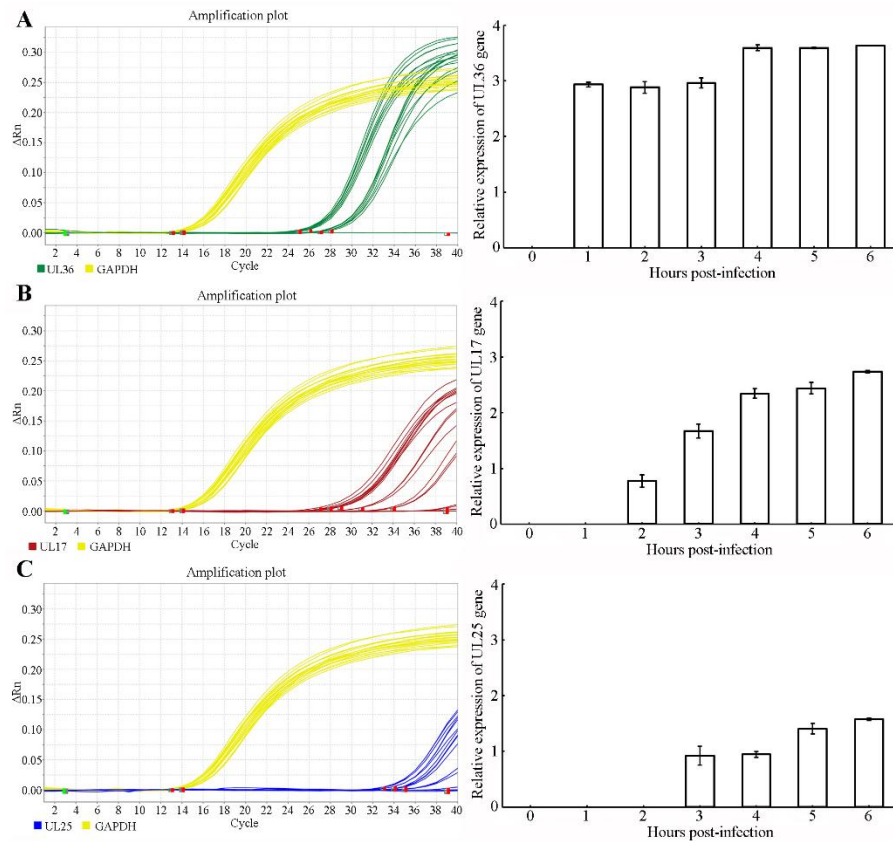 A
Amplification plot
0.30
0.25
0.20
0.15
0.10
0.05
0.00
ΔRn
2 4 6 8 10 12 14 16 18 20 22 24 26 28 30 32 34 36 38 40
Cycle
UL36 GAPDH
Relative expression of UL36 gene
4
3
2
1
0
0 1 2 3 4 5 6
Hours post-infection
B
Amplification plot
0.30
0.25
0.20
0.15
0.10
0.05
0.00
ΔRn
2 4 6 8 10 12 14 16 18 20 22 24 26 28 30 32 34 36 38 40
Cycle
UL17 GAPDH
Relative expression of UL17 gene
4
3
2
1
0
0 1 2 3 4 5 6
Hours post-infection
C
Amplification plot
0.30
0.25
0.20
0.15
0.10
0.05
0.00
ΔRn
2 4 6 8 10 12 14 16 18 20 22 24 26 28 30 32 34 36 38 40
Cycle
UL25 GAPDH
Relative expression of UL25 gene
4
3
2
1
0
0 1 2 3 4 5 6
Hours post-infection